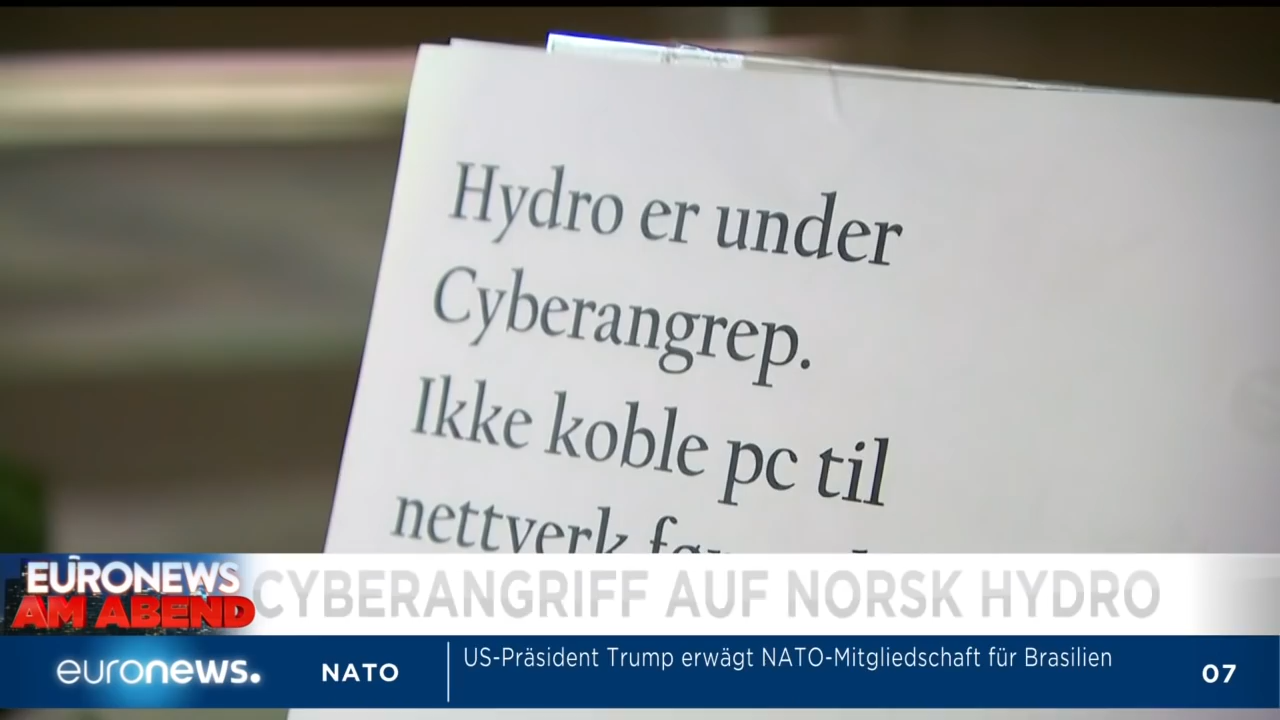 Hydro er under
Cyberangrep.
Ikke koble pc til
nettverk
EURONEWS
AM ABEND
CYBERANGRIFF AUF NORSK HYDRO
euronews.
NATO
US-Präsident Trump erwägt NATO-Mitgliedschaft für Brasilien
07